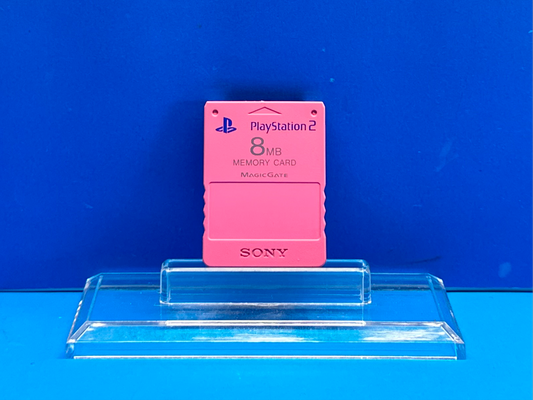 PlayStation 2
8MB
MEMORY CARD
MAGICGATE
SONY